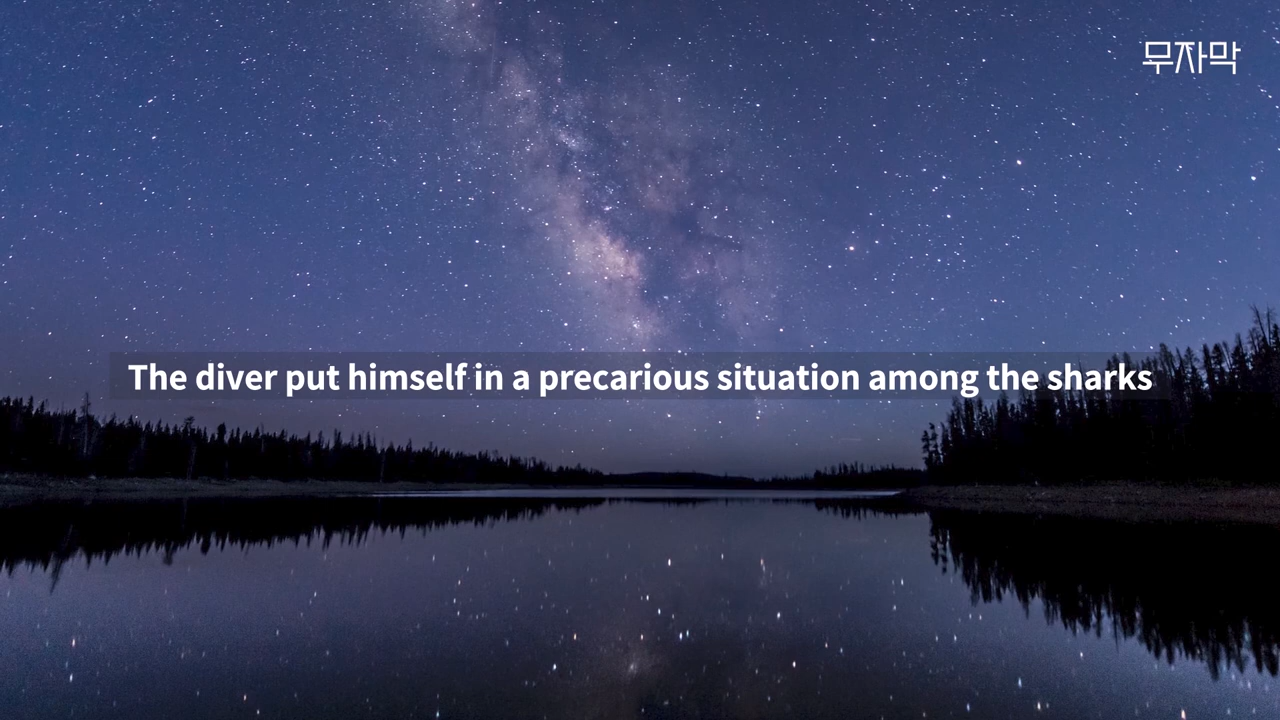 무자막
The diver put himself in a precarious situation among the sharks